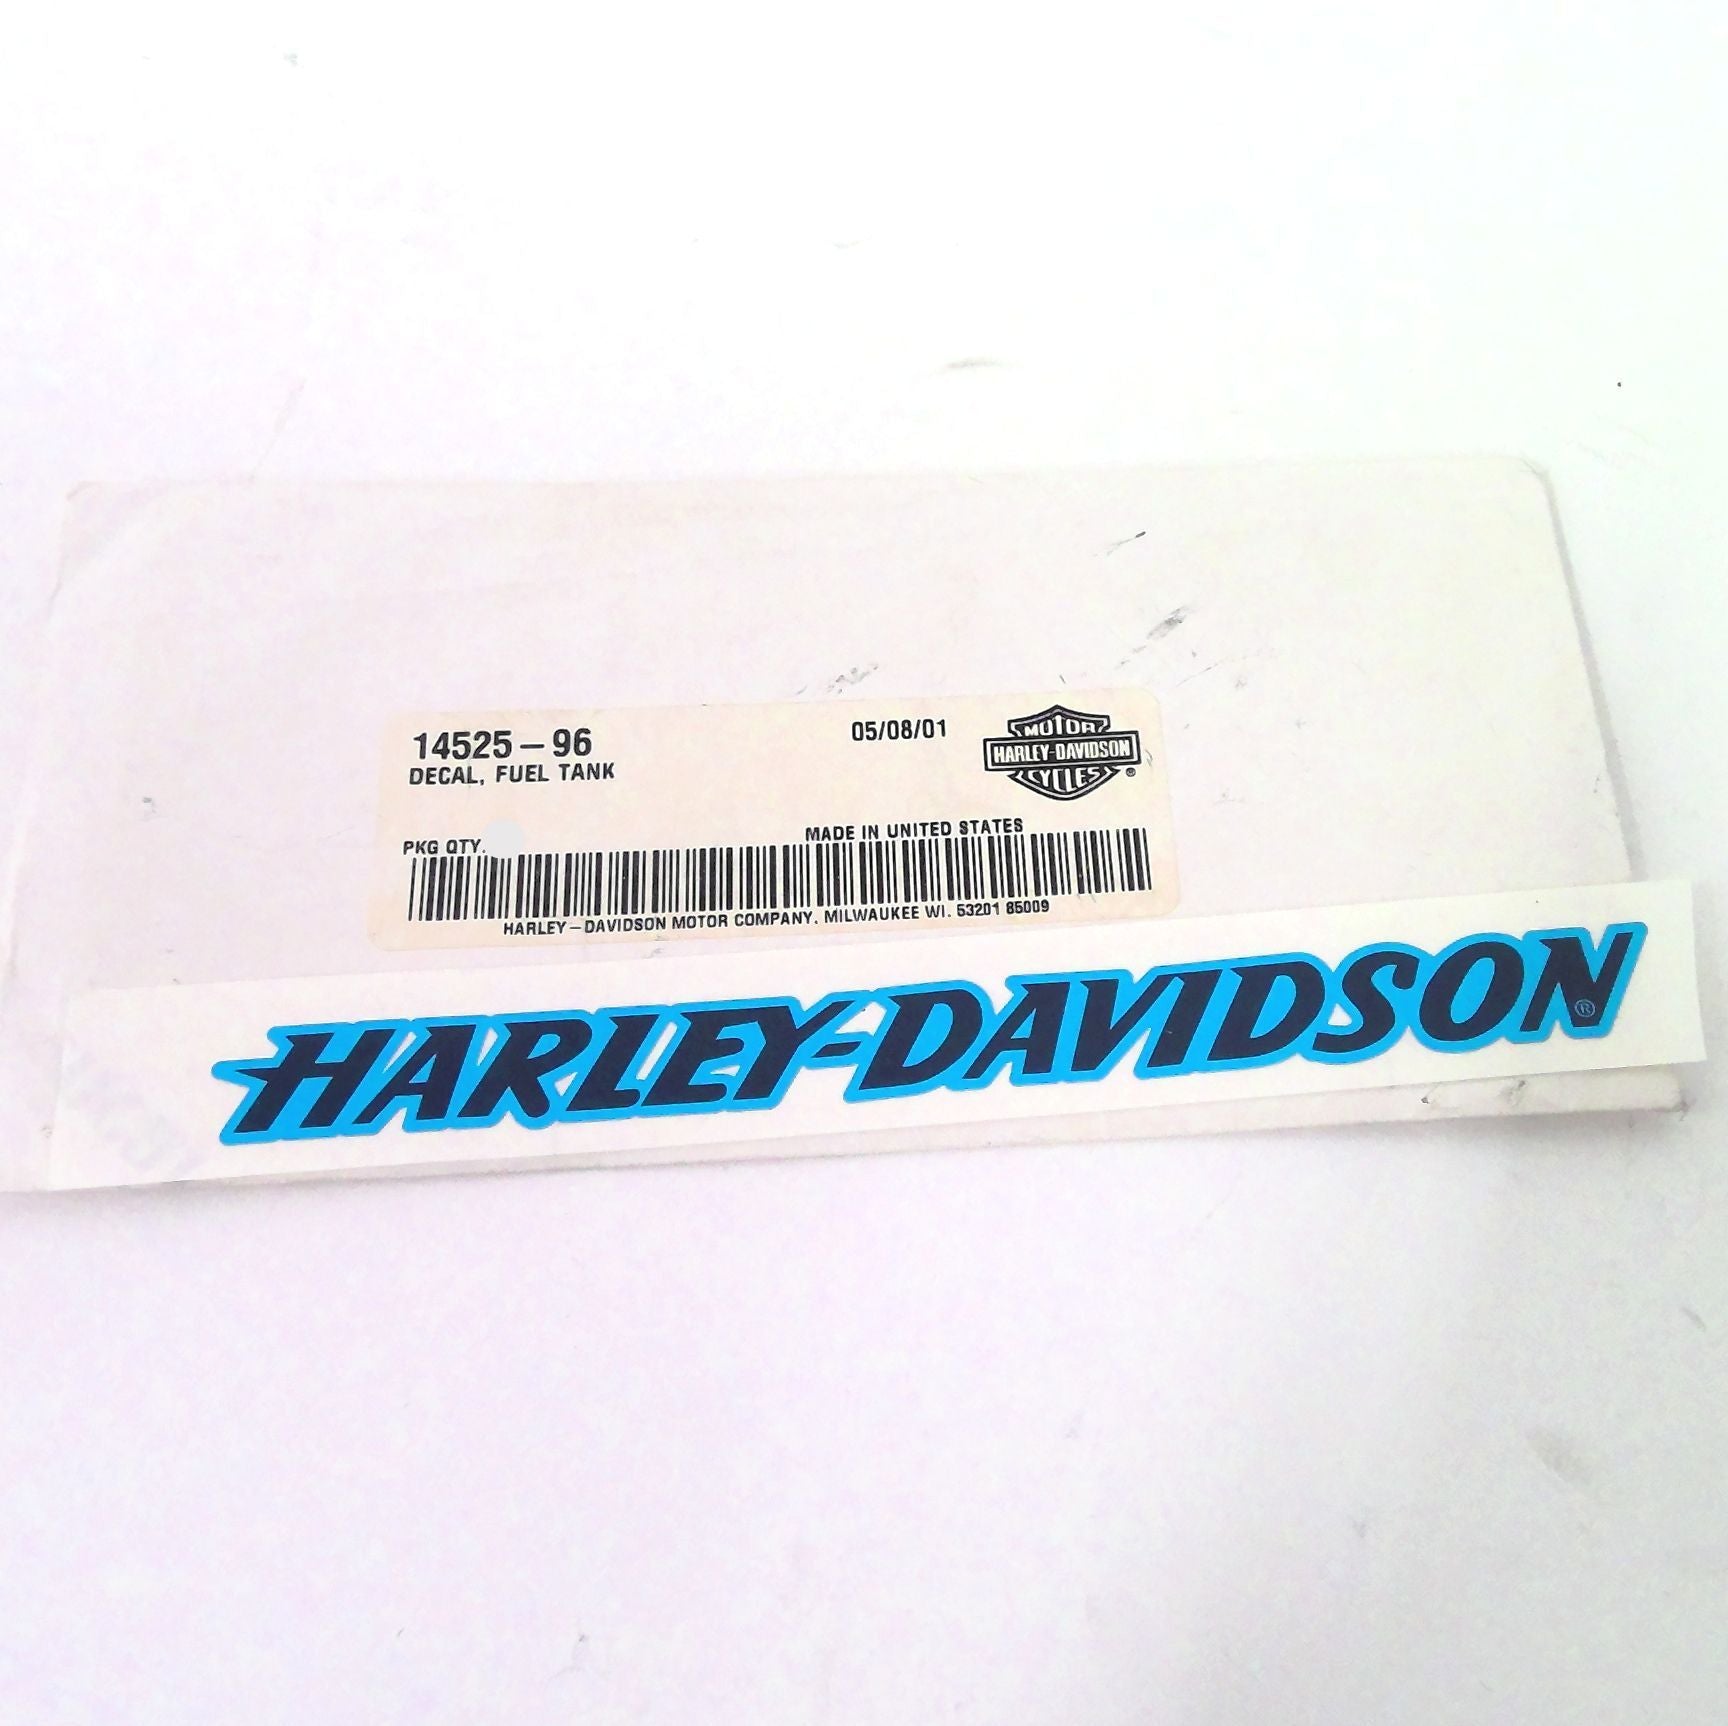 14525-96
05/08/01
DECAL, FUEL TANK
MOTOR
HARLEY-DAVIDSON
CYCLES
®
PKG QTY.
MADE IN UNITED STATES
HARLEY-DAVIDSON MOTOR COMPANY. MILWAUKEE WI. 53201 85009
HARLEY-DAVIDSON®